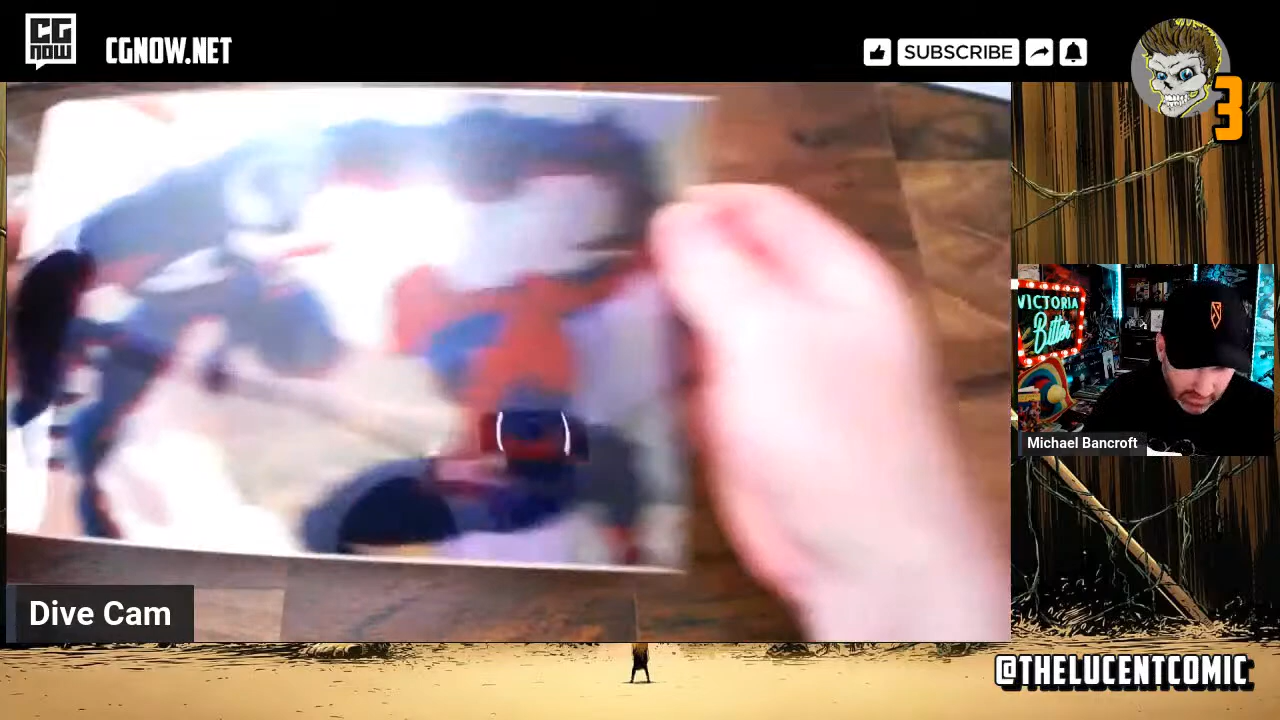 CG
NOW
CGNOW.NET
SUBSCRIBE
3
VICTORIA
Bitter
Michael Bancroft
Dive Cam
@THELUCENTCOMIC